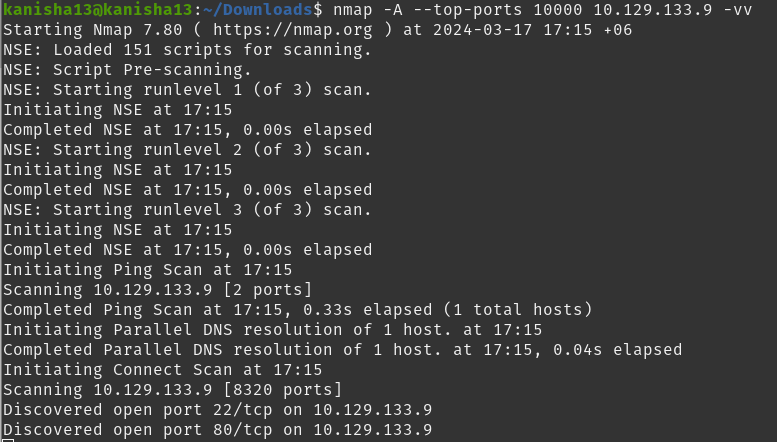 kanisha13@kanisha13:~/Downloads$ nmap -A --top-ports 10000 10.129.133.9 -vv
Starting Nmap 7.80 ( https://nmap.org ) at 2024-03-17 17:15 +06
NSE: Loaded 151 scripts for scanning.
NSE: Script Pre-scanning.
NSE: Starting runlevel 1 (of 3) scan.
Initiating NSE at 17:15
Completed NSE at 17:15, 0.00s elapsed
NSE: Starting runlevel 2 (of 3) scan.
Initiating NSE at 17:15
Completed NSE at 17:15, 0.00s elapsed
NSE: Starting runlevel 3 (of 3) scan.
Initiating NSE at 17:15
Completed NSE at 17:15, 0.00s elapsed
Initiating Ping Scan at 17:15
Scanning 10.129.133.9 [2 ports]
Completed Ping Scan at 17:15, 0.33s elapsed (1 total hosts)
Initiating Parallel DNS resolution of 1 host. at 17:15
Completed Parallel DNS resolution of 1 host. at 17:15, 0.04s elapsed
Initiating Connect Scan at 17:15
Scanning 10.129.133.9 [8320 ports]
Discovered open port 22/tcp on 10.129.133.9
Discovered open port 80/tcp on 10.129.133.9